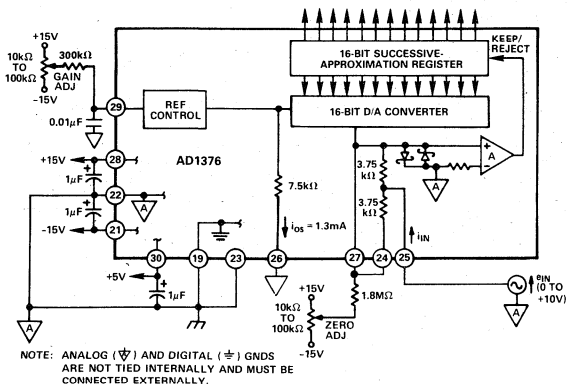 +15V
10kΩ
TO
100kΩ
300kΩ
GAIN
ADJ
-15V
0.01μF
29
REF
CONTROL
AD1376
16-BIT SUCCESSIVE-
APPROXIMATION REGISTER
KEEP/
REJECT
16-BIT D/A CONVERTER
+
-
A
A
3.75
kΩ
3.75
kΩ
7.5kΩ
iOS = 1.3mA
iIN
+15V
28
+
1μF
22
A
+
1μF
-15V
21
30
19
23
26
27
24
25
+5V
+
1μF
A
+15V
10kΩ
TO
100kΩ
ZERO
ADJ
-15V
1.8MΩ
eIN
(0 TO
+10V)
A
NOTE: ANALOG (A) AND DIGITAL (⏚) GNDS
ARE NOT TIED INTERNALLY AND MUST BE
CONNECTED EXTERNALLY.